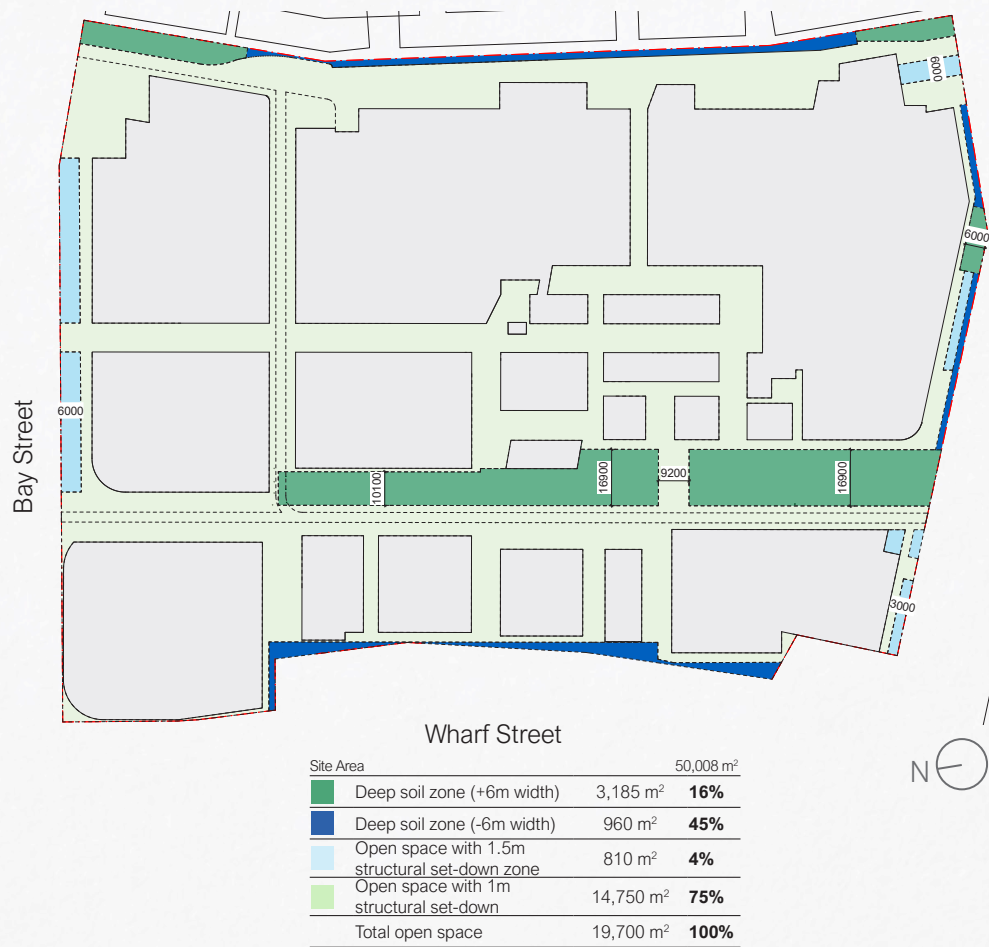 6000
6000
Bay Street
6000
10100
16900
9200
16900
3000
Wharf Street
N
Site Area 50,008 m²
Deep soil zone (+6m width) 3,185 m² 16%
Deep soil zone (-6m width) 960 m² 45%
Open space with 1.5m
structural set-down zone 810 m² 4%
Open space with 1m
structural set-down 14,750 m² 75%
Total open space 19,700 m² 100%